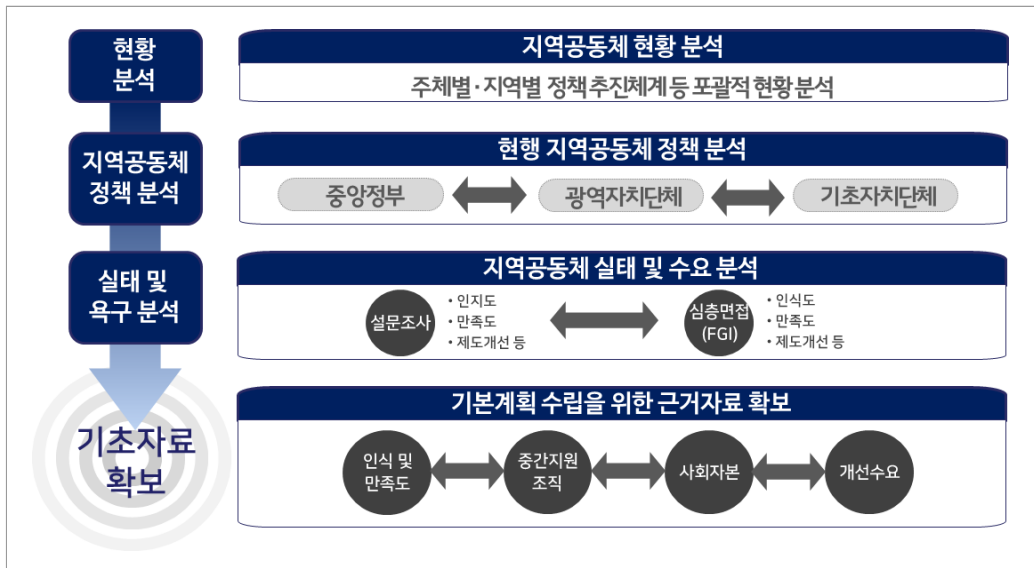 현황
분석
지역공동체 현황 분석
주체별·지역별 정책 추진체계 등 포괄적 현황 분석
지역공동체
정책 분석
현행 지역공동체 정책 분석
중앙정부
광역자치단체
기초자치단체
실태 및
욕구 분석
지역공동체 실태 및 수요 분석
설문조사
· 인지도
· 만족도
· 제도개선 등
심층면접
(FGI)
· 인식도
· 만족도
· 제도개선 등
기초자료
확보
기본계획 수립을 위한 근거자료 확보
인식 및
만족도
중간지원
조직
사회자본
개선수요